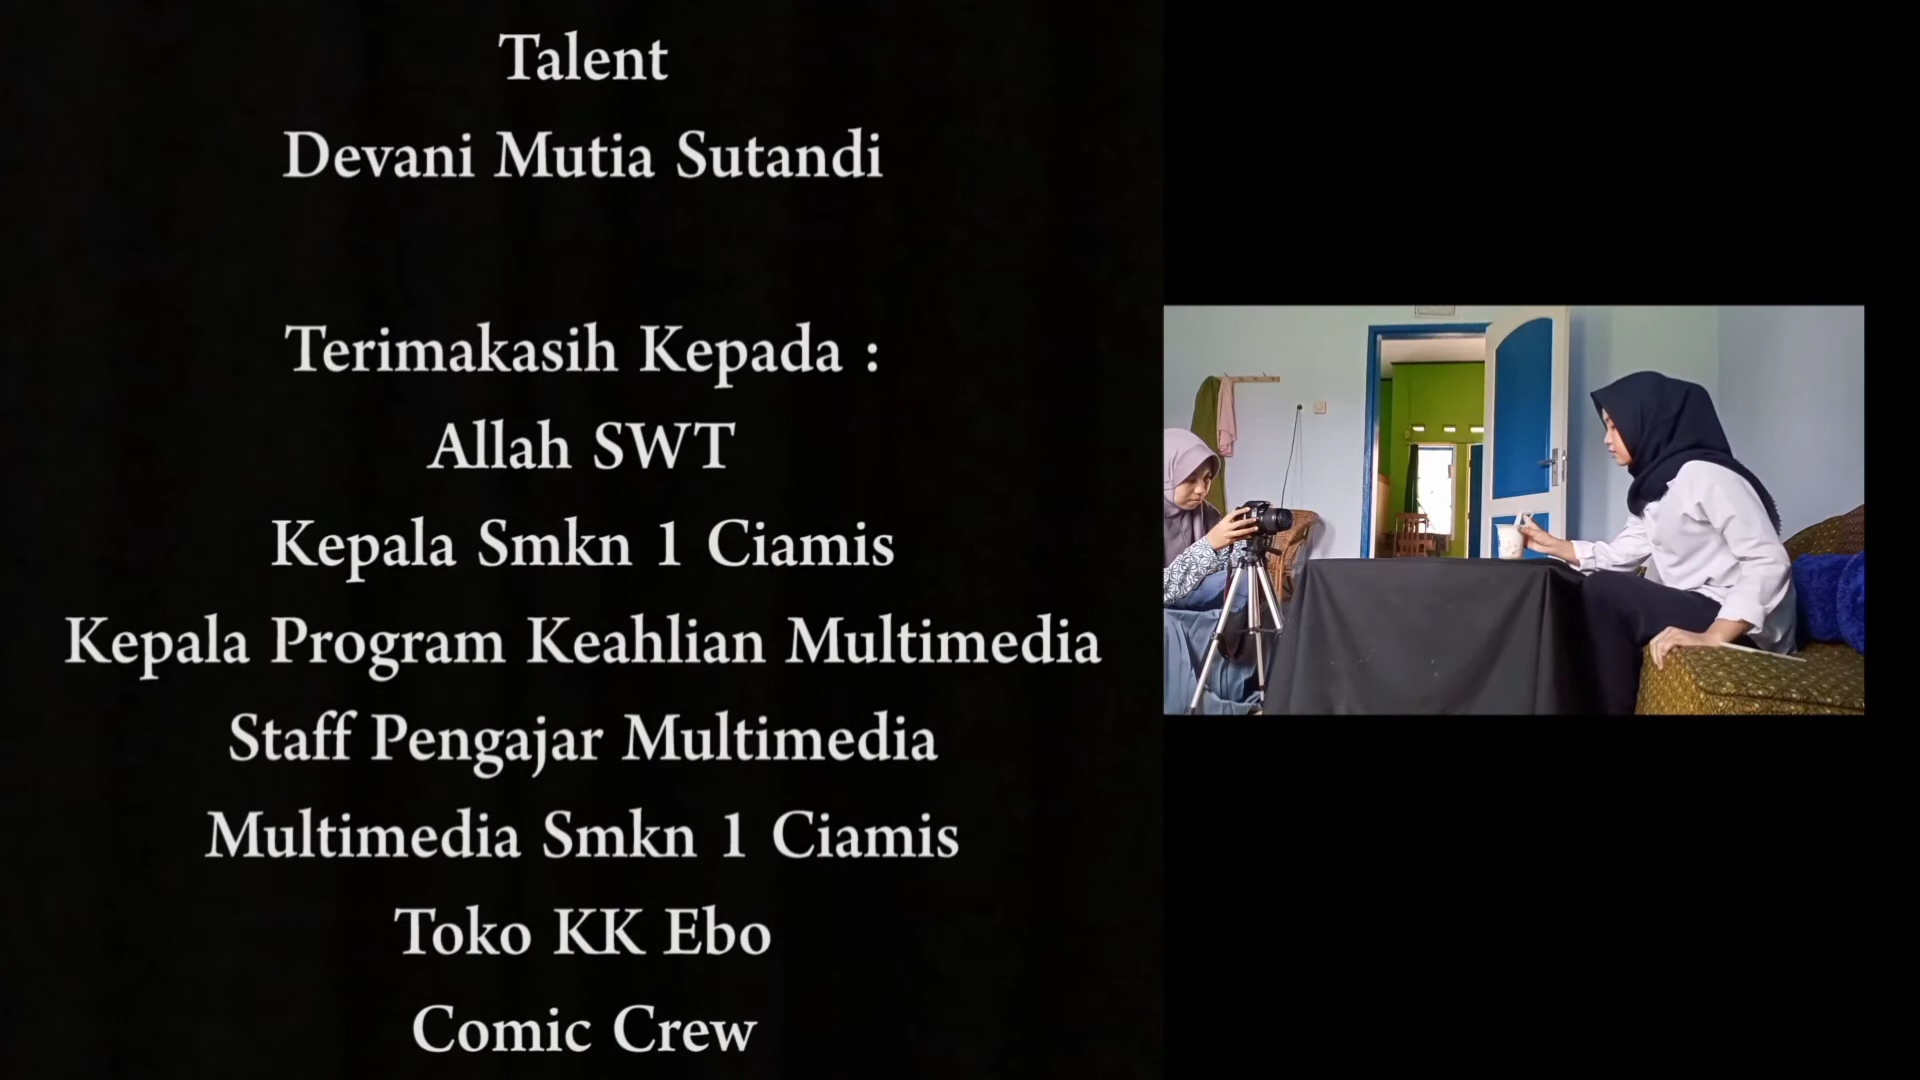 Talent
Devani Mutia Sutandi
Terimakasih Kepada :
Allah SWT
Kepala Smkn 1 Ciamis
Kepala Program Keahlian Multimedia
Staff Pengajar Multimedia
Multimedia Smkn 1 Ciamis
Toko KK Ebo
Comic Crew